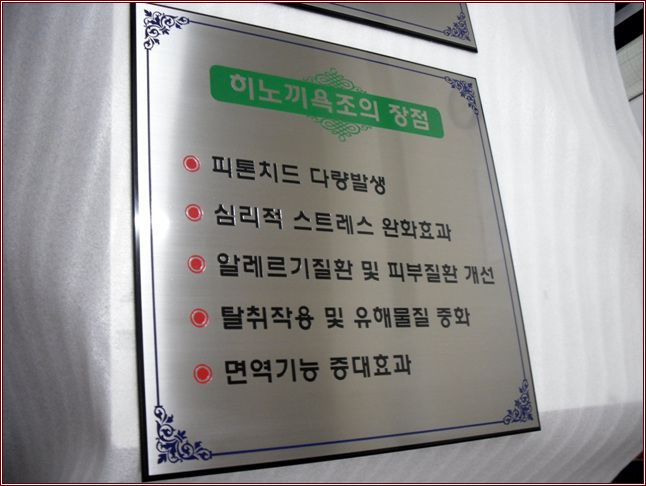 히노끼욕조의 장점
피톤치드 다량발생
심리적 스트레스 완화효과
알레르기질환 및 피부질환 개선
탈취작용 및 유해물질 중화
면역기능 증대효과